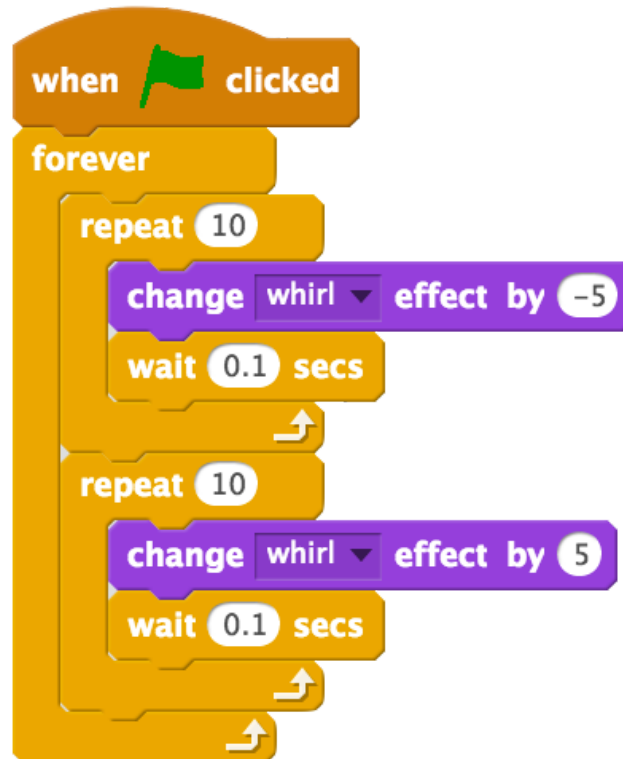 when clicked
forever
repeat 10
change whirl effect by -5
wait 0.1 secs
repeat 10
change whirl effect by 5
wait 0.1 secs